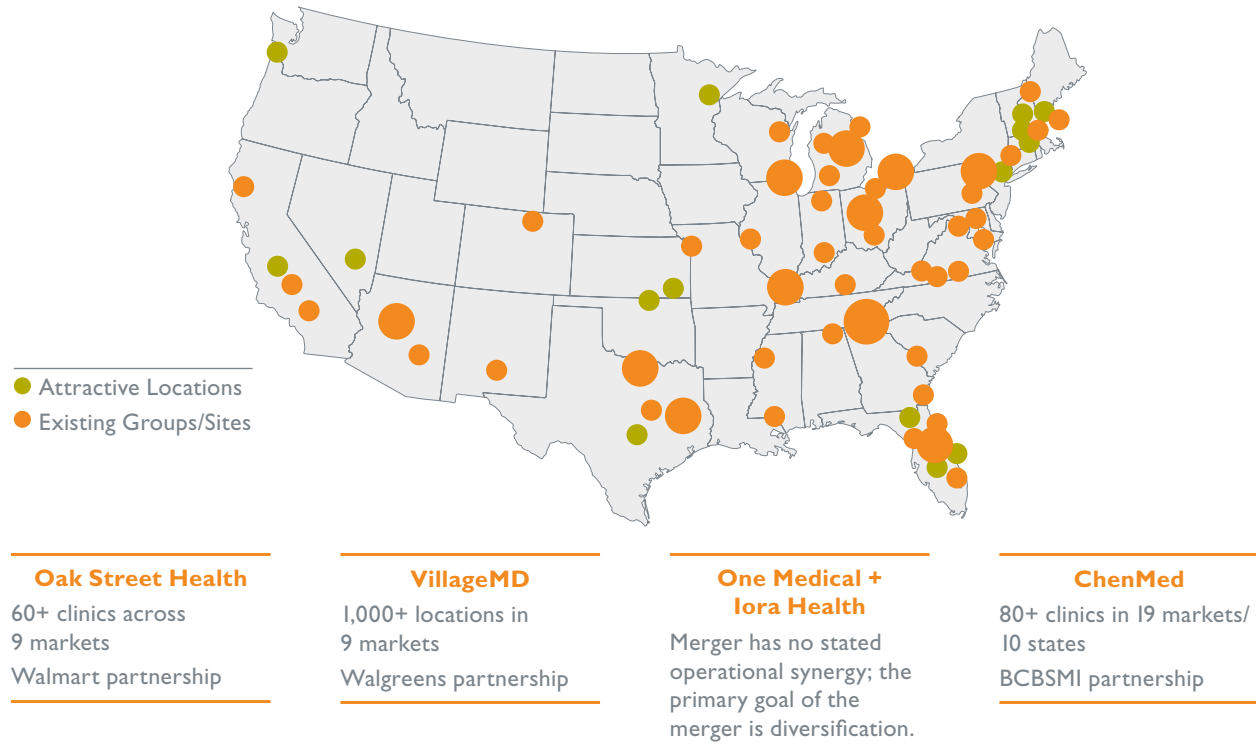 Attractive Locations
Existing Groups/Sites
Oak Street Health
60+ clinics across
9 markets
Walmart partnership
VillageMD
1,000+ locations in
9 markets
Walgreens partnership
One Medical +
Iora Health
Merger has no stated
operational synergy; the
primary goal of the
merger is diversification.
ChenMed
80+ clinics in 19 markets/
10 states
BCBSMI partnership